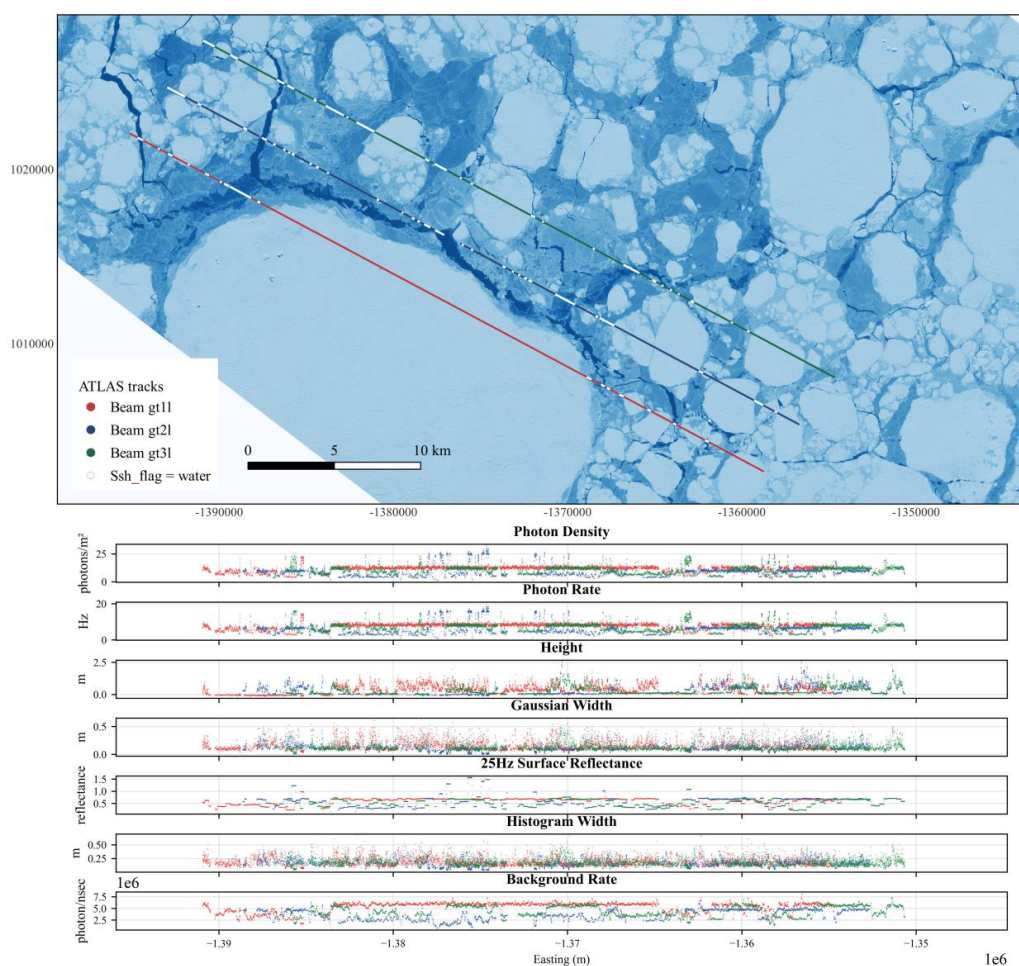 1020000
1010000
ATLAS tracks
Beam gt1l
Beam gt2l
Beam gt3l
Ssh_flag = water
0 5 10 km
-1390000 -1380000 -1370000 -1360000 -1350000
Photon Density
photons/m²
25
0
Photon Rate
Hz
20
0
Height
m
2.5
0.0
Gaussian Width
m
0.5
0.0
25Hz Surface Reflectance
reflectance
1.5
1.0
0.5
Histogram Width
m
0.50
0.25
1e6
Background Rate
photon/nsec
7.5
5.0
2.5
−1.39 −1.38 −1.37 −1.36 −1.35
Easting (m)
1e6